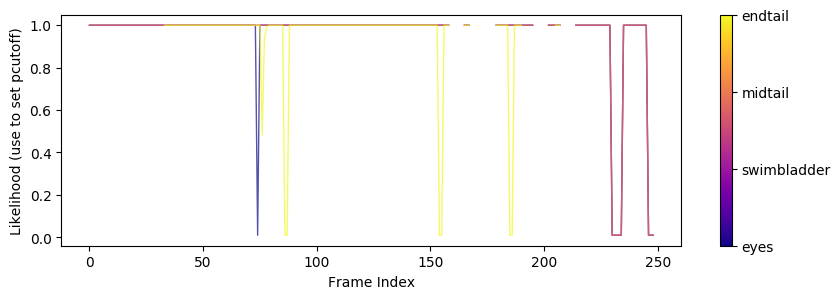 Likelihood (use to set pcutoff)
1.0
0.8
0.6
0.4
0.2
0.0
0
50
100
150
200
250
Frame Index
endtail
midtail
swimbladder
eyes